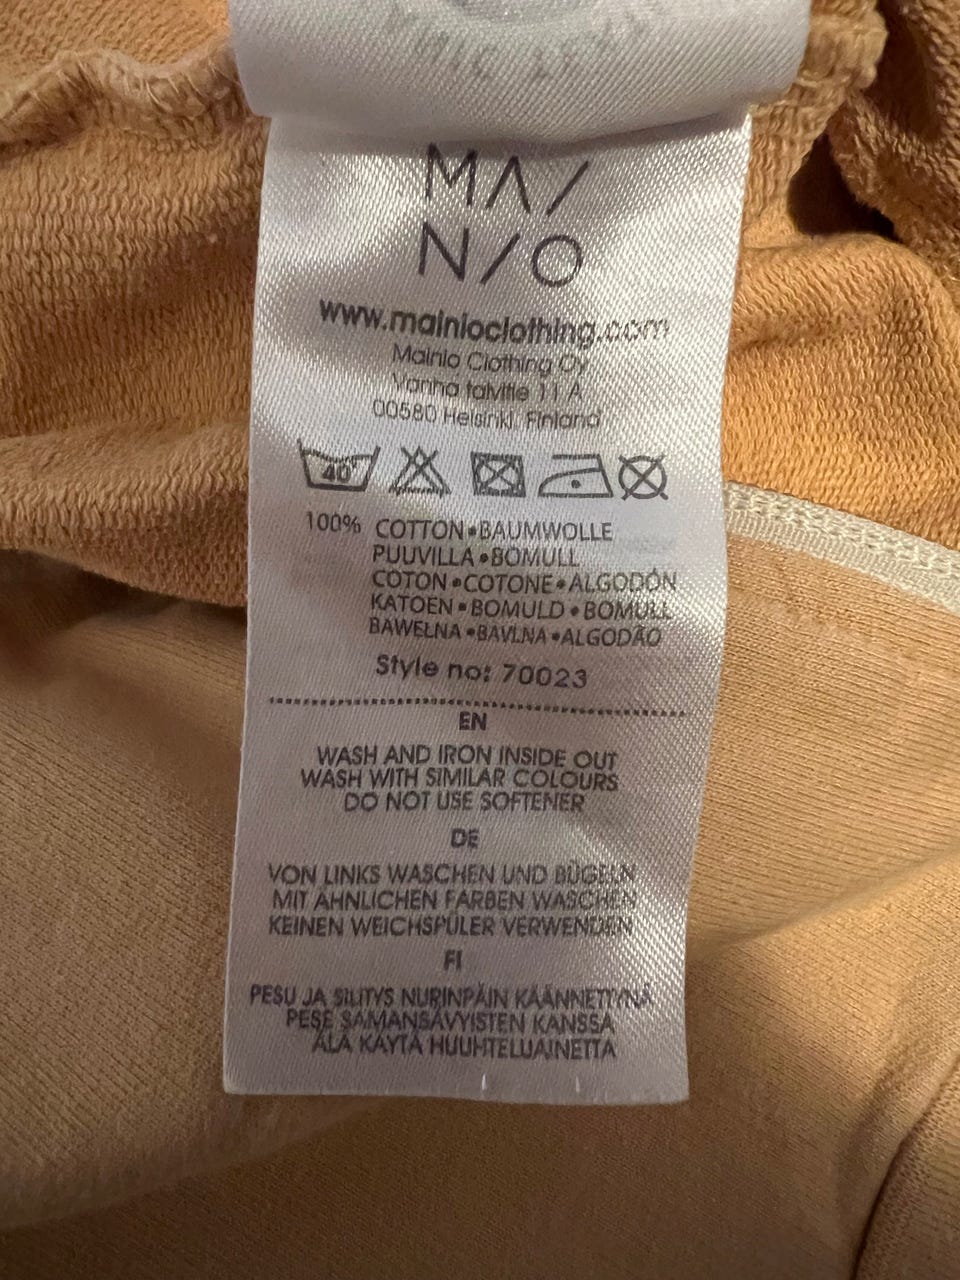 MAI
NIO
www.mainioclothing.com
Mainio Clothing Oy
Vanha talvitie 11 A
00580 Helsinki, Finland
40°
100% COTTON•BAUMWOLLE
PUUVILLA•BOMULL
COTON•COTONE•ALGODÓN
KATOEN•BOMULD•BOMULL
BAWEŁNA•BAVLNA•ALGODÃO
Style no: 70023
EN
WASH AND IRON INSIDE OUT
WASH WITH SIMILAR COLOURS
DO NOT USE SOFTENER
DE
VON LINKS WASCHEN UND BÜGELN
MIT ÄHNLICHEN FARBEN WASCHEN
KEINEN WEICHSPÜLER VERWENDEN
FI
PESU JA SILITYS NURINPÄIN KÄÄNNETTYNÄ
PESE SAMANSÄVYISTEN KANSSA
ÄLÄ KÄYTÄ HUUHTELUAINETTA